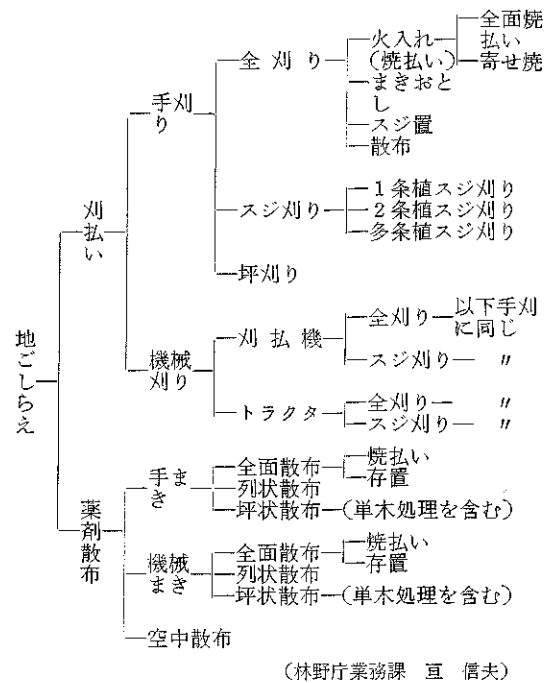 全面焼
火入れ
払い
全刈り
(焼払い)
寄せ焼
まきおと
し
手刈
り
スジ置
散布
1条植スジ刈り
刈払い
スジ刈り
2条植スジ刈り
多条植スジ刈り
坪刈り
全刈り
以下手刈
に同じ
刈払機
地ごしらえ
機械
刈り
スジ刈り 〃
トラクタ
全刈り 〃
スジ刈り 〃
全面散布
焼払い
存置
手ま
き
列状散布
坪状散布 (単木処理を含む)
薬剤散布
全面散布
焼払い
存置
機械
まき
列状散布
坪状散布 (単木処理を含む)
空中散布
(林野庁業務課 亘 信夫)